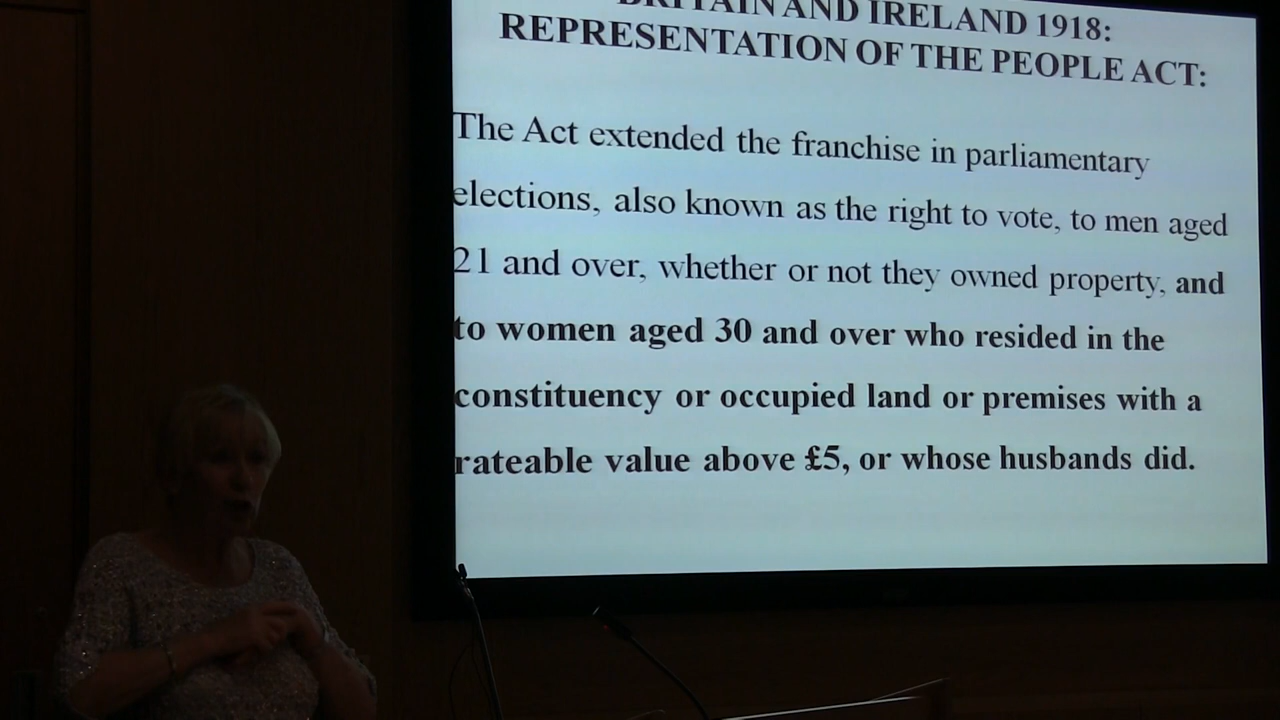 BRITAIN AND IRELAND 1918:
REPRESENTATION OF THE PEOPLE ACT:
The Act extended the franchise in parliamentary
elections, also known as the right to vote, to men aged
21 and over, whether or not they owned property, and
to women aged 30 and over who resided in the
constituency or occupied land or premises with a
rateable value above £5, or whose husbands did.